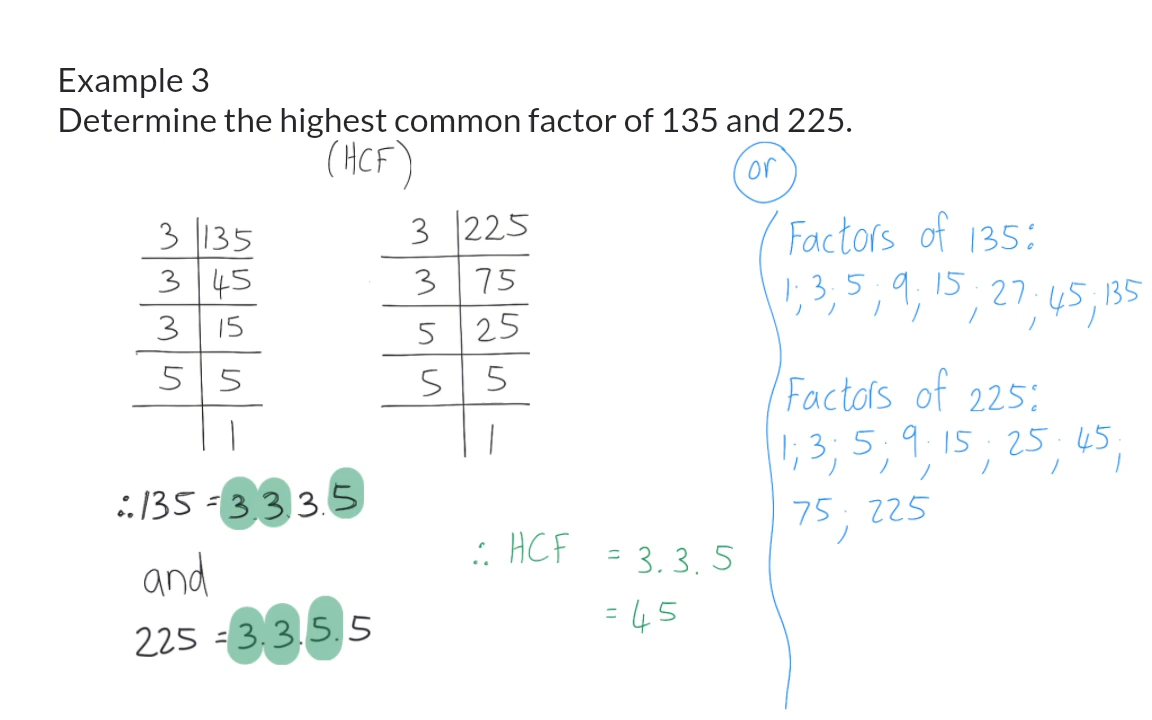 Example 3
Determine the highest common factor of 135 and 225.
(HCF)
3 | 135
3 | 45
3 | 15
5 | 5
| 1
3 | 225
3 | 75
5 | 25
5 | 5
| 1
∴ 135 = 3.3.3.5
and
225 = 3.3.5.5
∴ HCF = 3.3.5
= 45
or
Factors of 135:
1; 3; 5; 9; 15; 27; 45; 135
Factors of 225:
1; 3; 5; 9; 15; 25; 45;
75; 225